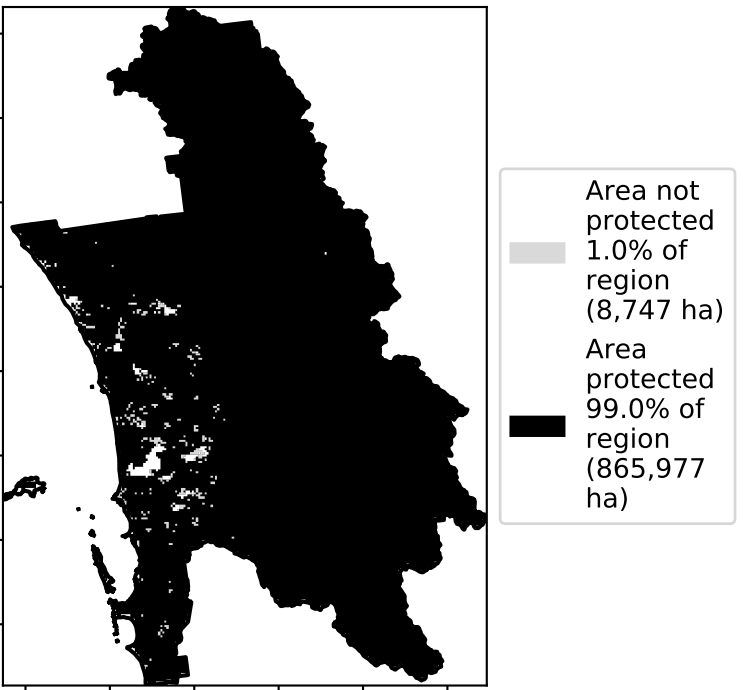 Area not
protected
1.0% of
region
(8,747 ha)
Area
protected
99.0% of
region
(865,977
ha)